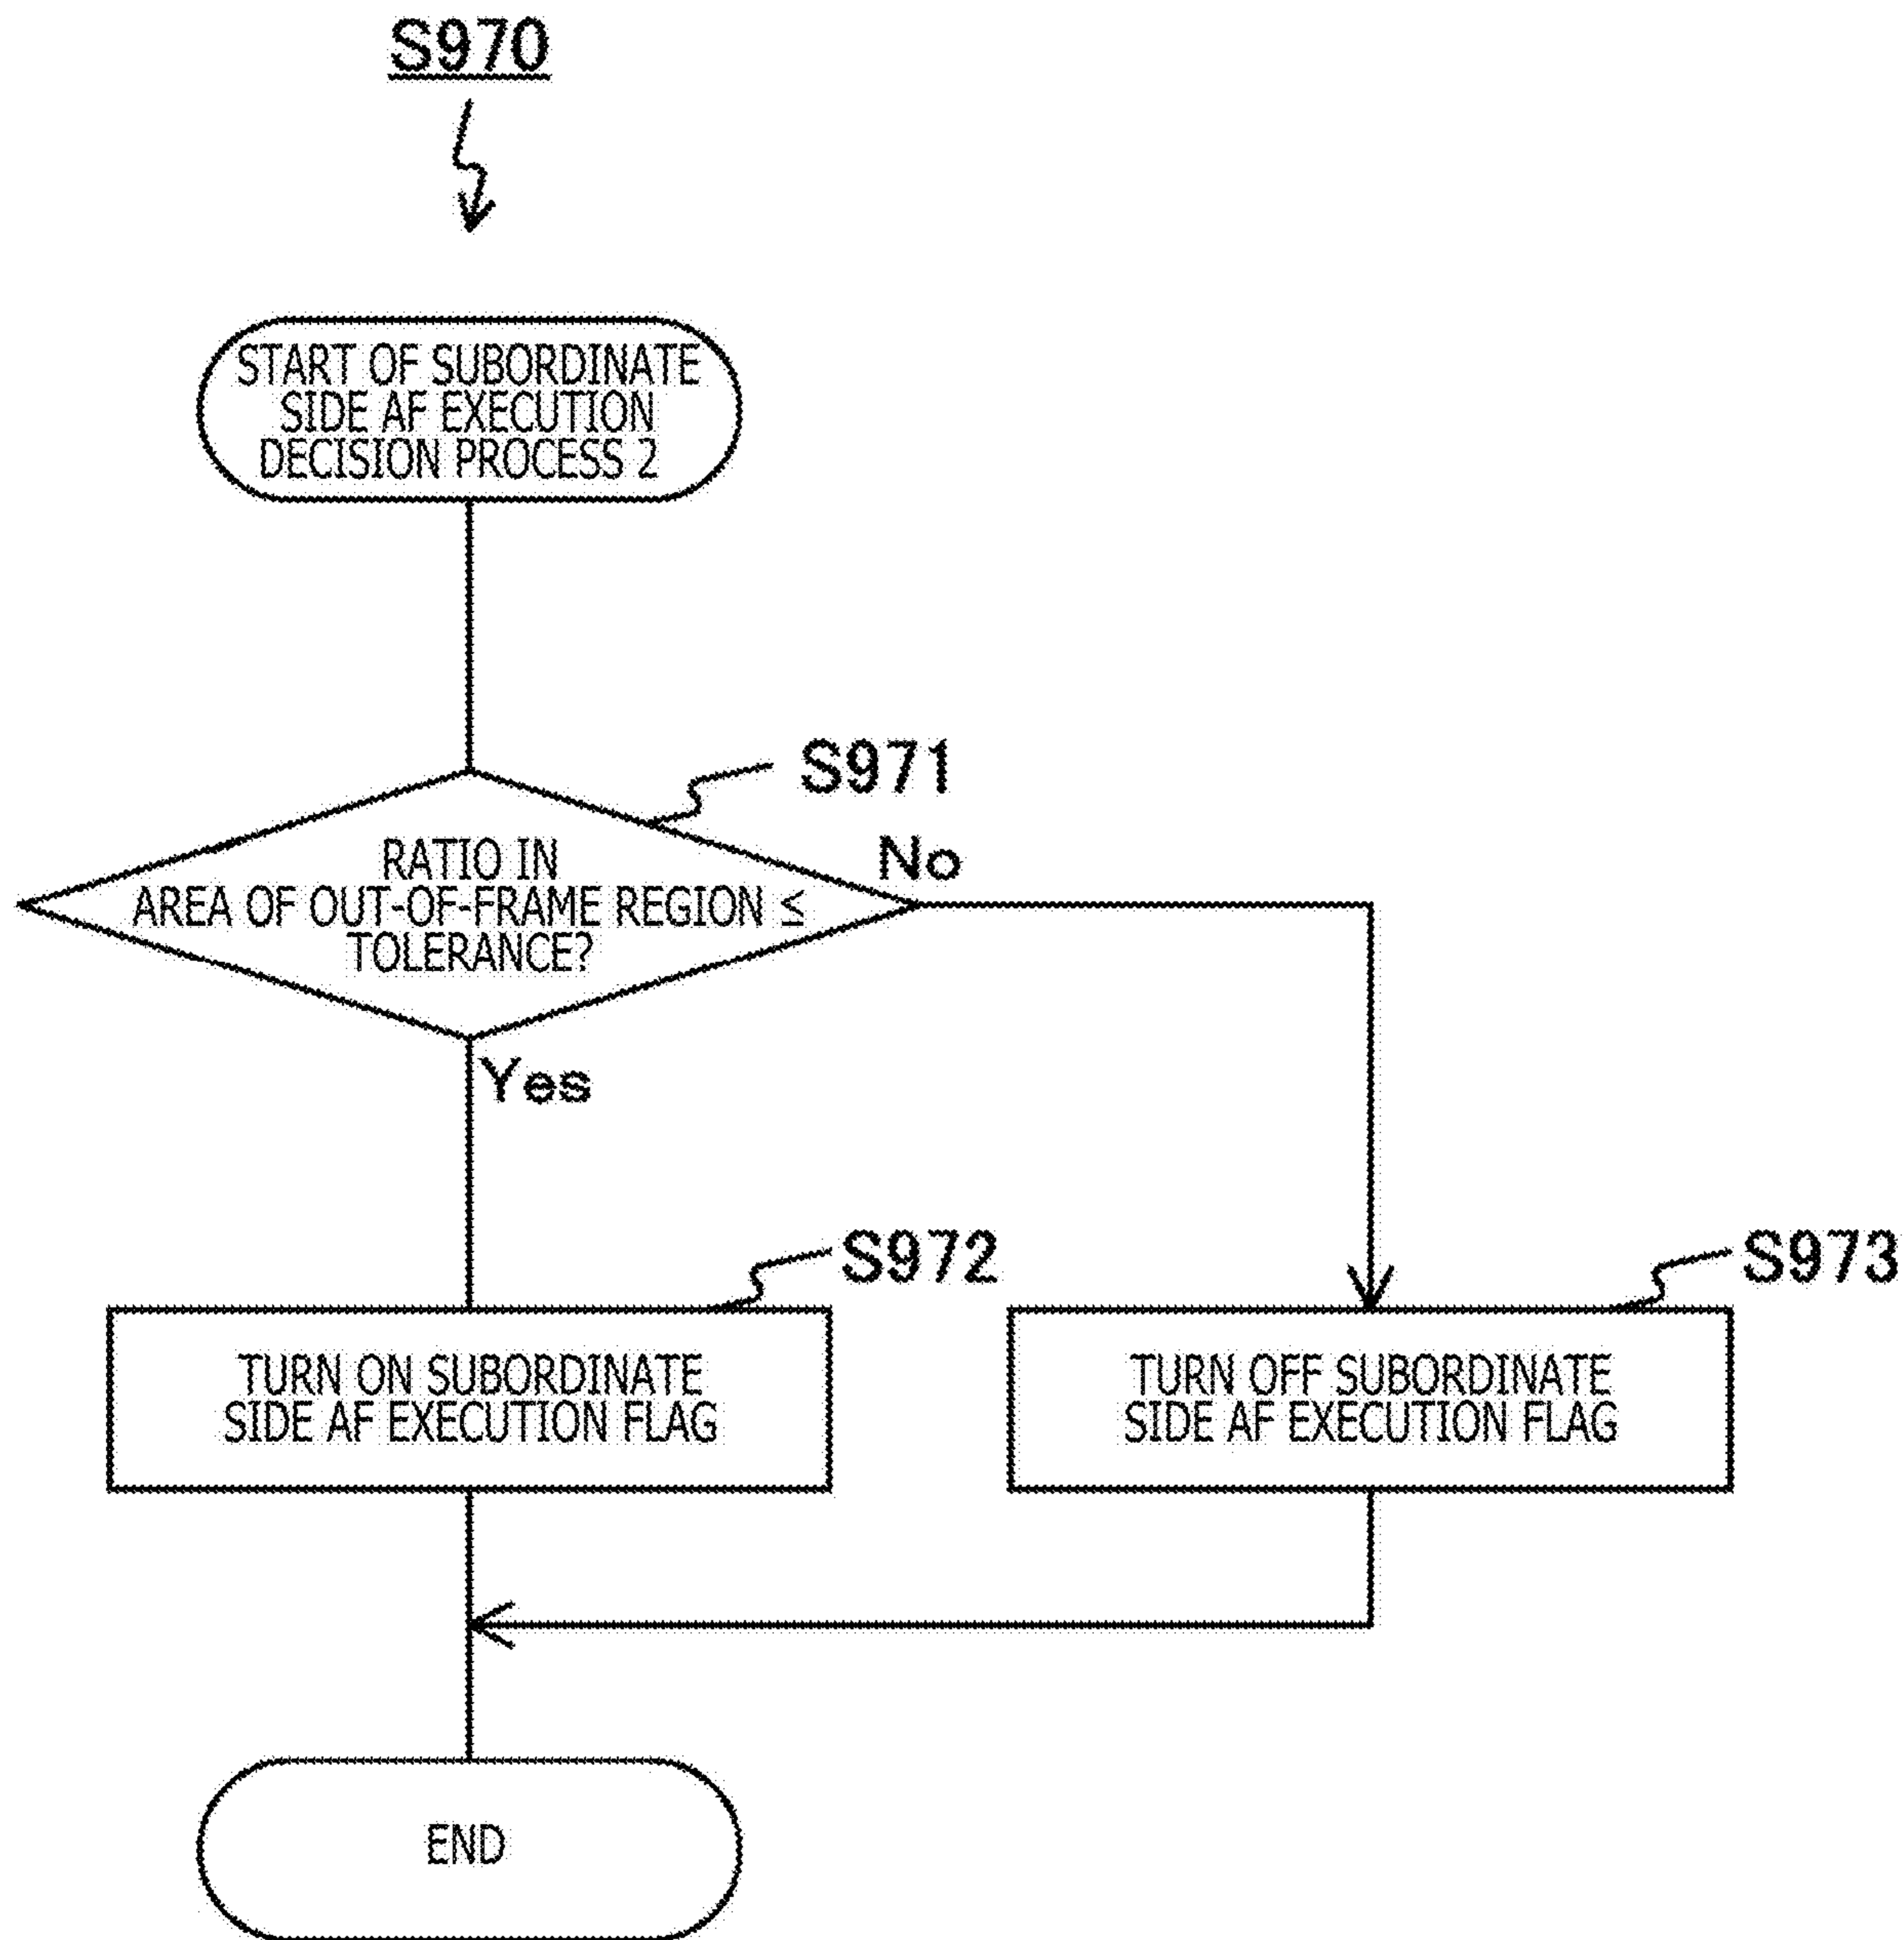 S970
START OF SUBORDINATE
SIDE AF EXECUTION
DECISION PROCESS 2
S971
RATIO IN
AREA OF OUT-OF-FRAME REGION ≤
TOLERANCE?
No
Yes
S972
TURN ON SUBORDINATE
SIDE AF EXECUTION FLAG
S973
TURN OFF SUBORDINATE
SIDE AF EXECUTION FLAG
END